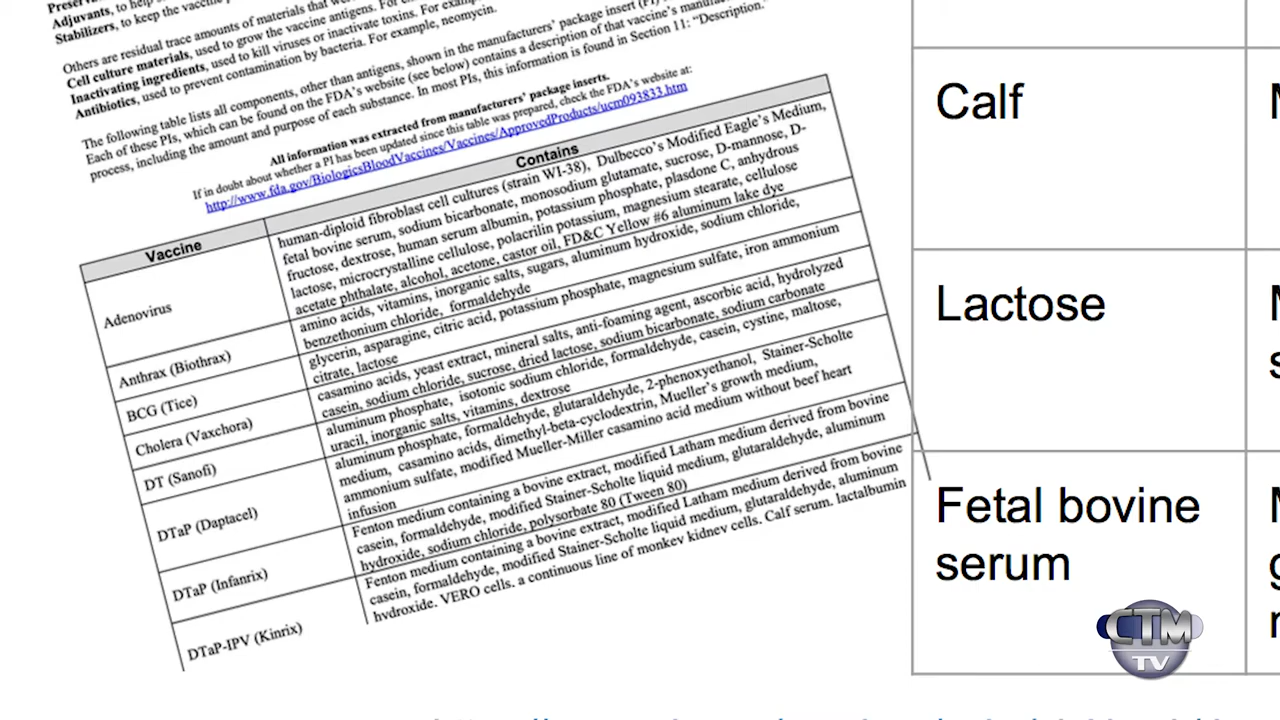 Adjuvants, to help
Stabilizers, to keep the vaccine
Others are residual trace amounts of materials that
Cell culture materials, used to grow the vaccine antigens. For
Inactivating ingredients, used to kill viruses or inactivate toxins. For
Antibiotics, used to prevent contamination by bacteria. For example, neomycin.
The following table lists all components, other than antigens, shown in the manufacturers' package insert (PI)
Each of these PIs, which can be found on the FDA's website (see below) contains a description of that vaccine's
process, including the amount and purpose of each substance. In most PIs, this information is found in Section 11: "Description."
All information was extracted from manufacturers' package inserts.
If in doubt about whether a PI has been updated since this table was prepared, check the FDA's website at:
http://www.fda.gov/BiologicsBloodVaccines/Vaccines/ApprovedProducts/ucm093833.htm
Vaccine
Contains
Adenovirus
human-diploid fibroblast cell cultures (strain WI-38), Dulbecco's Modified Eagle's Medium,
fetal bovine serum, sodium bicarbonate, monosodium glutamate, sucrose, D-mannose, D-
fructose, dextrose, human serum albumin, potassium phosphate, plasdone C, anhydrous
lactose, microcrystalline cellulose, polacrilin potassium, magnesium stearate, cellulose
acetate phthalate, alcohol, acetone, castor oil, FD&C Yellow #6 aluminum lake dye
Anthrax (Biothrax)
amino acids, vitamins, inorganic salts, sugars, aluminum hydroxide, sodium chloride,
benzethonium chloride, formaldehyde
BCG (Tice)
glycerin, asparagine, citric acid, potassium phosphate, magnesium sulfate, iron ammonium
citrate, lactose
Cholera (Vaxchora)
casamino acids, yeast extract, mineral salts, anti-foaming agent, ascorbic acid, hydrolyzed
casein, sodium chloride, sucrose, dried lactose, sodium bicarbonate, sodium carbonate
DT (Sanofi)
aluminum phosphate, isotonic sodium chloride, formaldehyde, casein, cystine, maltose,
uracil, inorganic salts, vitamins, dextrose
DTaP (Daptacel)
aluminum phosphate, formaldehyde, glutaraldehyde, 2-phenoxyethanol, Stainer-Scholte
medium, casamino acids, dimethyl-beta-cyclodextrin, Mueller's growth medium,
ammonium sulfate, modified Mueller-Miller casamino acid medium without beef heart
infusion
DTaP (Infanrix)
Fenton medium containing a bovine extract, modified Latham medium derived from bovine
casein, formaldehyde, modified Stainer-Scholte liquid medium, glutaraldehyde, aluminum
hydroxide, sodium chloride, polysorbate 80 (Tween 80)
DTaP-IPV (Kinrix)
Fenton medium containing a bovine extract, modified Latham medium derived from bovine
casein, formaldehyde, modified Stainer-Scholte liquid medium, glutaraldehyde, aluminum
hydroxide, VERO cells, a continuous line of monkey kidney cells, Calf serum, lactalbumin
Calf
Lactose
Fetal bovine
serum
CTM
TV